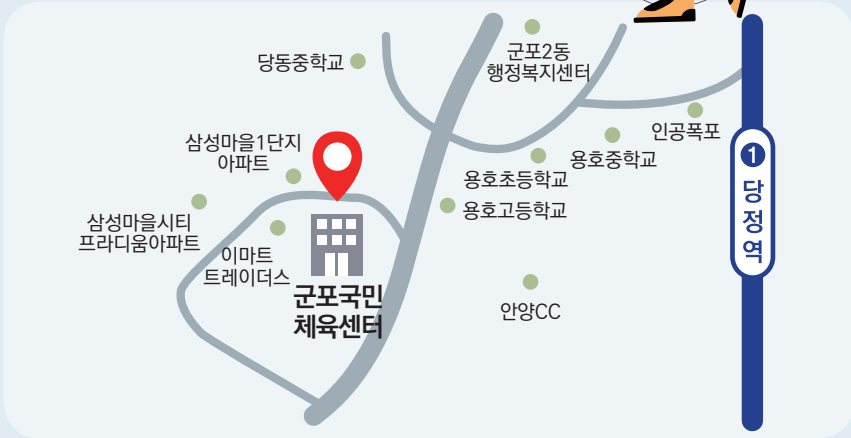 당동중학교
군포2동
행정복지센터
삼성마을1단지
아파트
인공폭포
용호중학교
용호초등학교
용호고등학교
삼성마을시티
프라디움아파트
이마트
트레이더스
군포국민
체육센터
안양CC
1
당
정
역